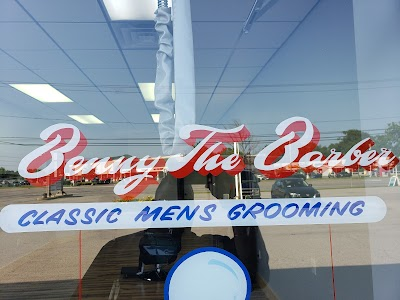 Benny The Barber
CLASSIC MENS GROOMING